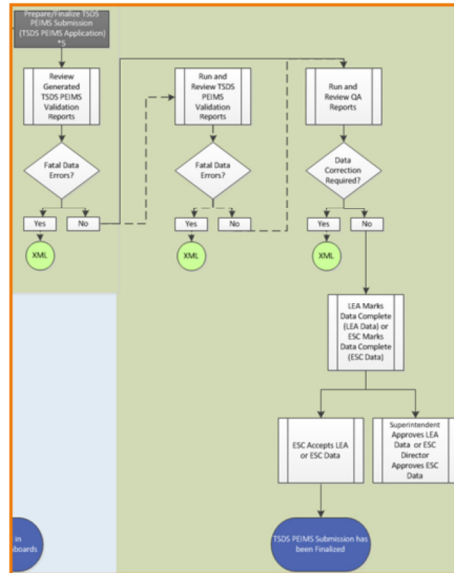 Prepare/Finalize TSDS
PEIMS Submission
(TSDS PEIMS Application)
*5
Review
Generated
TSDS PEIMS
Validation
Reports
Run and
Review TSDS
PEIMS
Validation
Reports
Run and
Review QA
Reports
Fatal Data
Errors?
Fatal Data
Errors?
Data
Correction
Required?
Yes
No
Yes
No
Yes
No
XML
XML
XML
LEA Marks
Data Complete
(LEA Data) or
ESC Marks
Data Complete
(ESC Data)
ESC Accepts LEA
or ESC Data
Superintendent
Approves LEA
Data or ESC
Director
Approves ESC
Data
in
boards
TSDS PEIMS Submission has
been Finalized